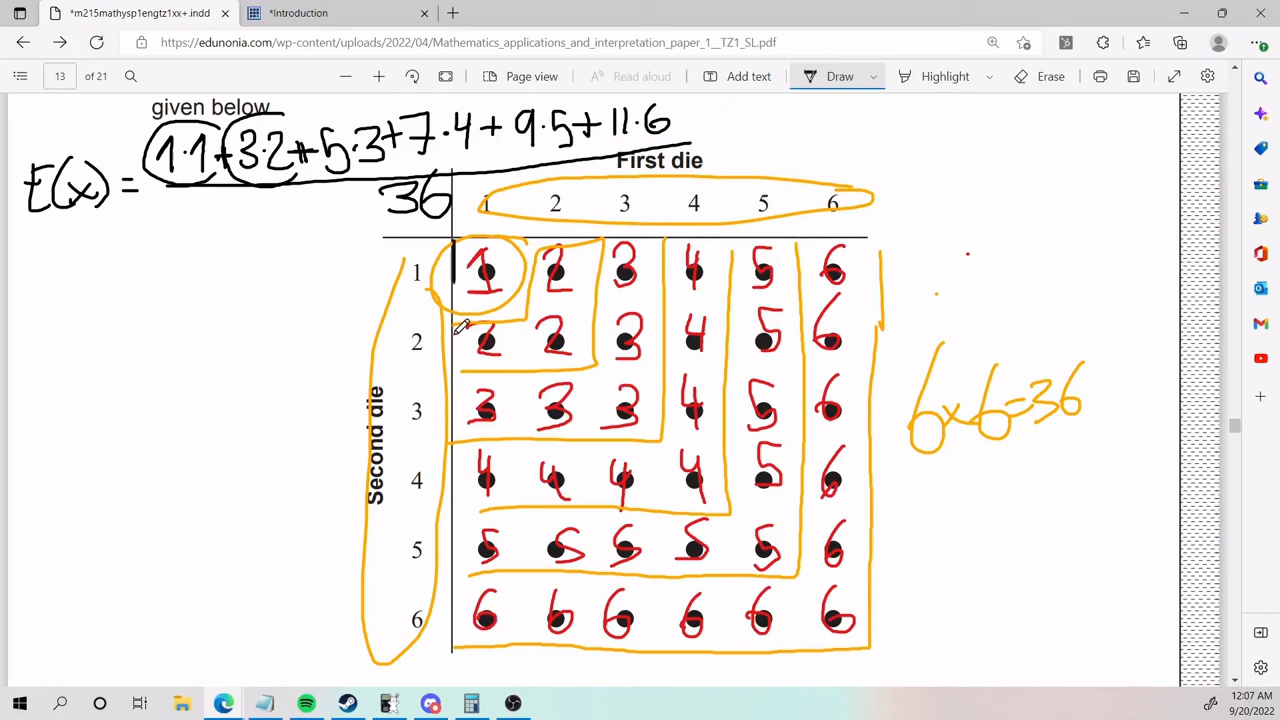 *m215mathysp1engtz1xx+.indd
*Introduction
https://edunonia.com/wp-content/uploads/2022/04/Mathematics_applications_and_interpretation_paper_1__TZ1_SL.pdf
13 of 21
Page view
Read aloud
Add text
Draw
Highlight
Erase
given below
E(x) = 1·1+3·2+5·3+7·4+9·5+11·6
36
First die
1 2 3 4 5 6
Second die
1 1 2 3 4 5 6
2 2 2 3 4 5 6
3 3 3 3 4 5 6
4 4 4 4 4 5 6
5 5 5 5 5 5 6
6 6 6 6 6 6 6
6x6=36
12:07 AM
9/20/2022